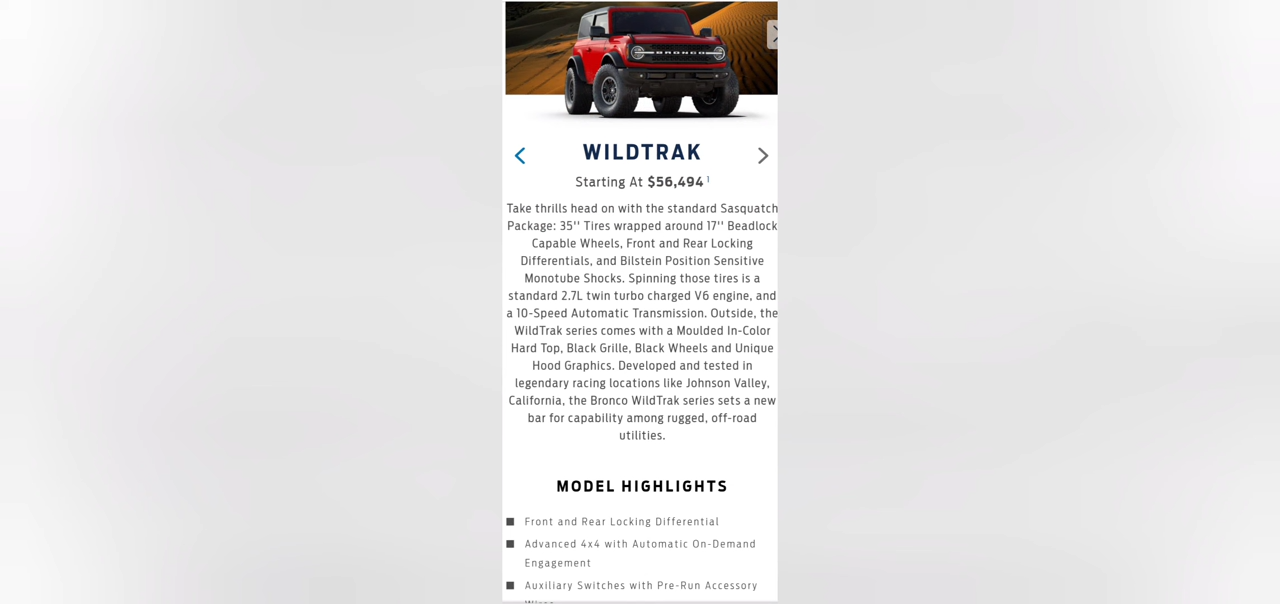 BRONCO
WILDTRAK
Starting At $56,494 1
Take thrills head on with the standard Sasquatch
Package: 35'' Tires wrapped around 17'' Beadlock
Capable Wheels, Front and Rear Locking
Differentials, and Bilstein Position Sensitive
Monotube Shocks. Spinning those tires is a
standard 2.7L twin turbo charged V6 engine, and
a 10-Speed Automatic Transmission. Outside, the
WildTrak series comes with a Moulded In-Color
Hard Top, Black Grille, Black Wheels and Unique
Hood Graphics. Developed and tested in
legendary racing locations like Johnson Valley,
California, the Bronco WildTrak series sets a new
bar for capability among rugged, off-road
utilities.
MODEL HIGHLIGHTS
Front and Rear Locking Differential
Advanced 4x4 with Automatic On-Demand
Engagement
Auxiliary Switches with Pre-Run Accessory